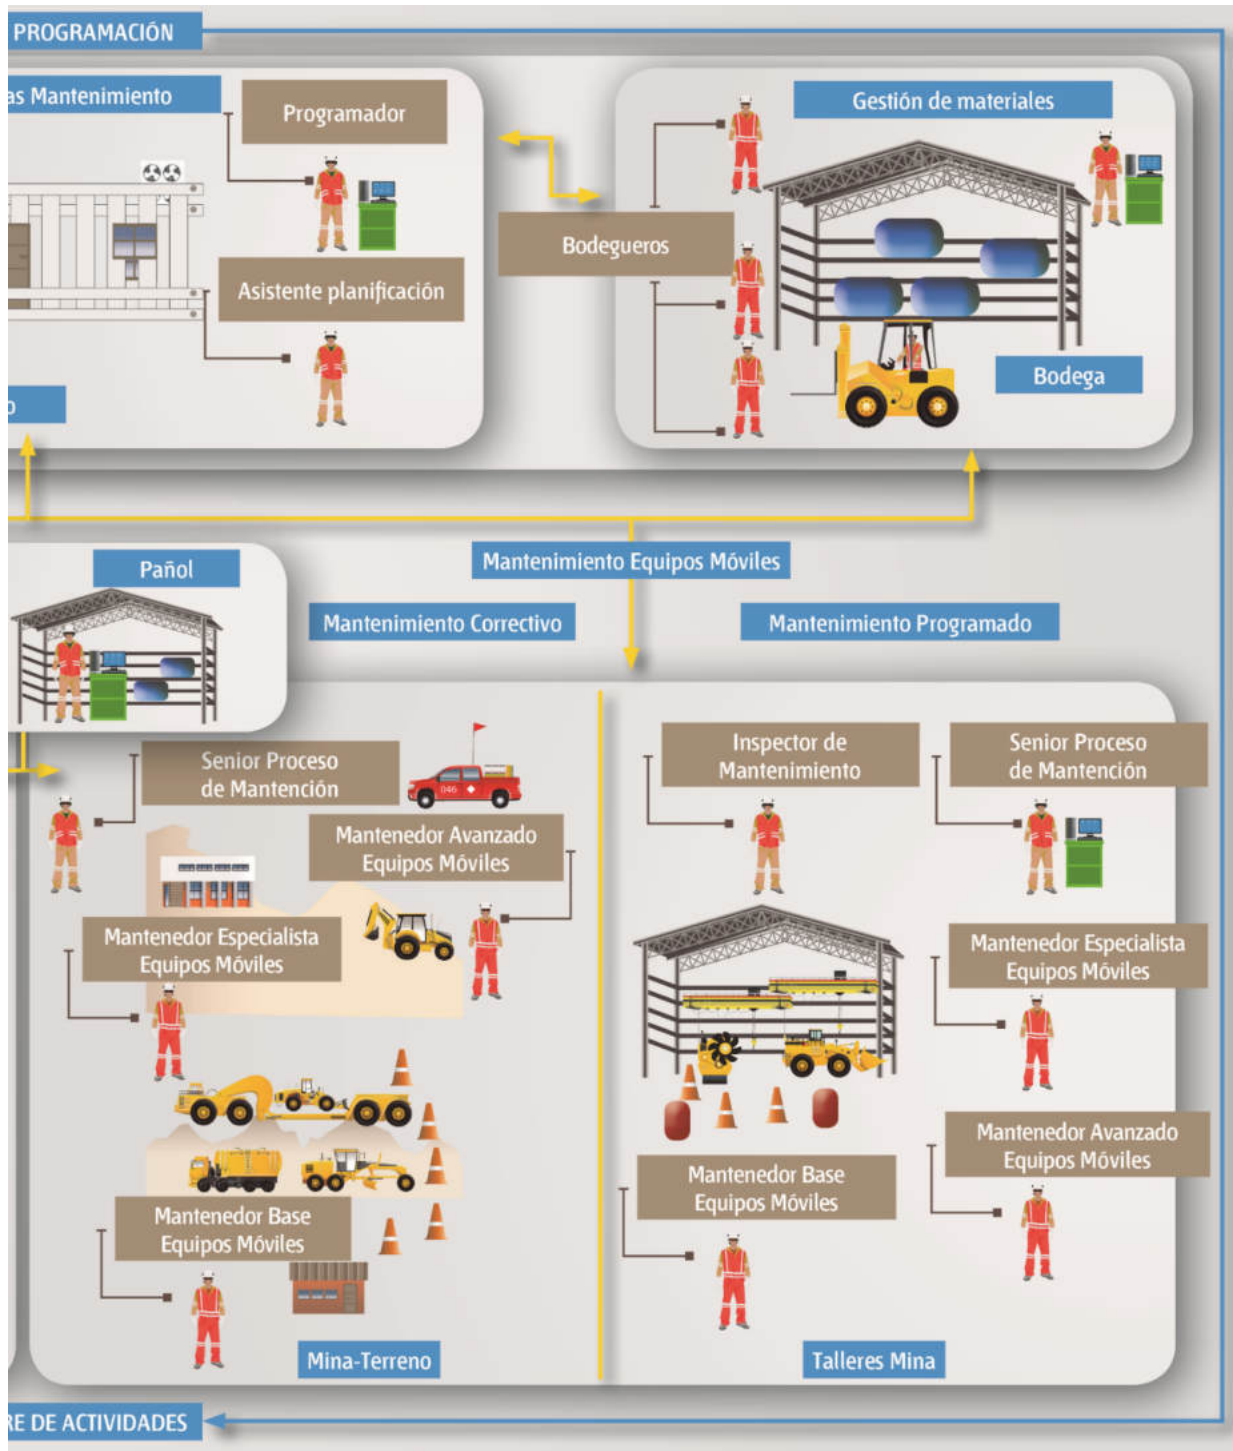 PROGRAMACIÓN
as Mantenimiento
Programador
Asistente planificación
o
Gestión de materiales
Bodegueros
Bodega
Mantenimiento Equipos Móviles
Pañol
Mantenimiento Correctivo
Mantenimiento Programado
Senior Proceso
de Mantención
046
Mantenedor Avanzado
Equipos Móviles
Mantenedor Especialista
Equipos Móviles
Mantenedor Base
Equipos Móviles
Mina-Terreno
Inspector de
Mantenimiento
Senior Proceso
de Mantención
Mantenedor Especialista
Equipos Móviles
Mantenedor Avanzado
Equipos Móviles
Mantenedor Base
Equipos Móviles
Talleres Mina
RE DE ACTIVIDADES